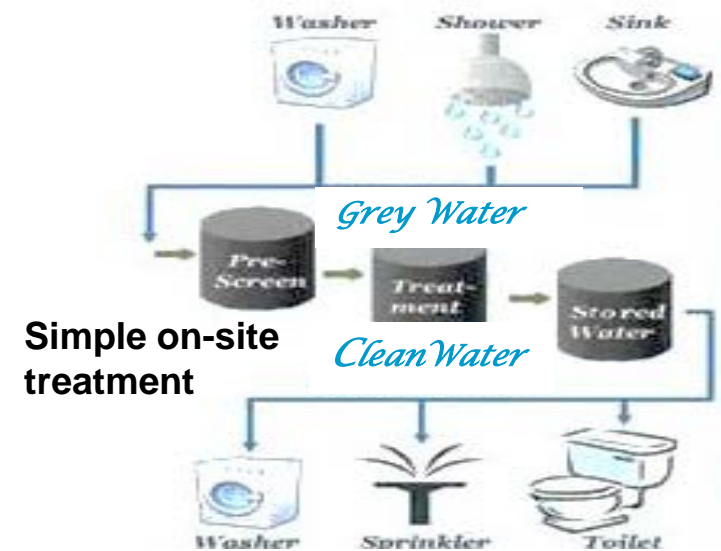 Washer Shower Sink
Grey Water
Pre-
Screen
Treat-
ment
Stored
Water
Simple on-site
treatment
CleanWater
Washer Sprinkler Toilet